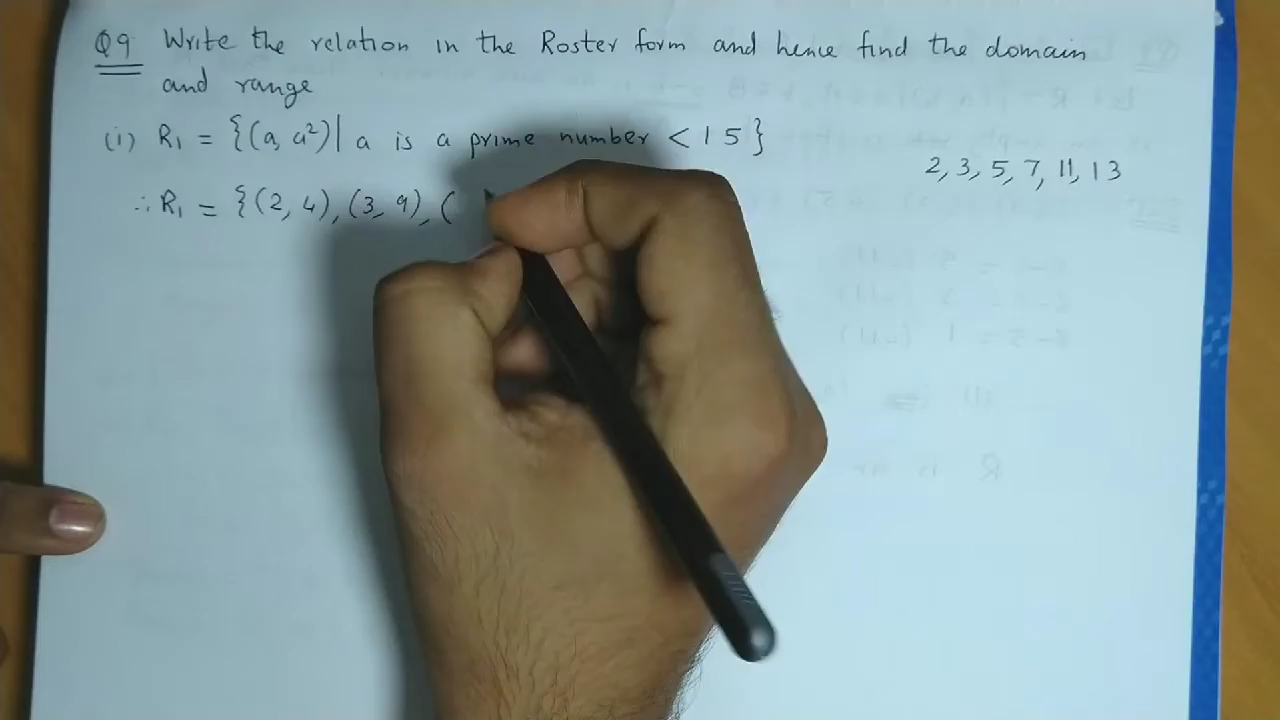 Q9 Write the relation in the Roster form and hence find the domain
and range
(i) R₁ = {(a, a²)| a is a prime number < 15}
2, 3, 5, 7, 11, 13
∴ R₁ = {(2, 4), (3, 9), (